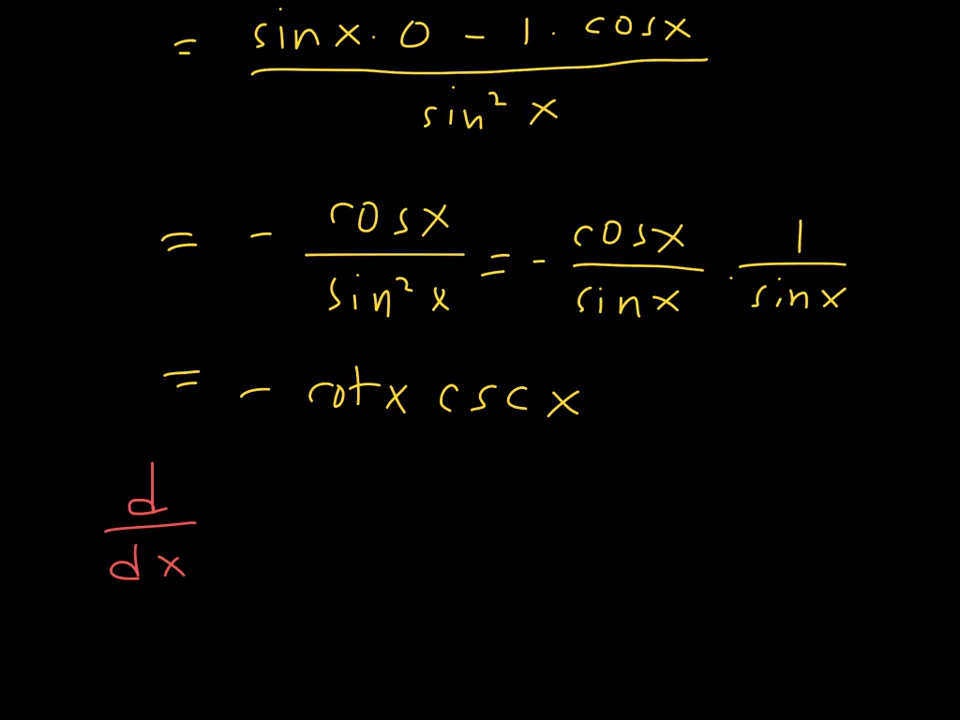 = (sin x · 0 − 1 · cos x) / (sin² x)
= − (cos x) / (sin² x) = − (cos x) / (sin x) · 1 / (sin x)
= − cot x csc x
d / dx